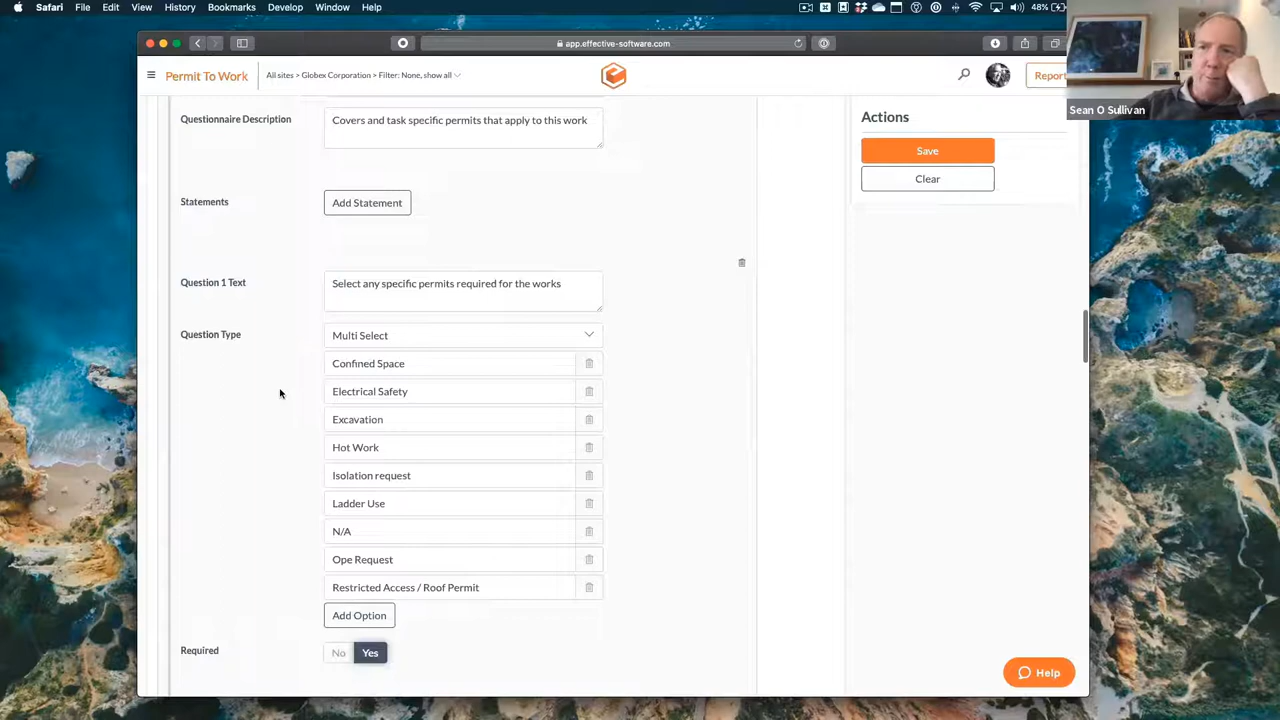 Safari File Edit View History Bookmarks Develop Window Help
48%
app.effective-software.com
Permit To Work
All sites > Globex Corporation > Filter: None, show all
Report
Sean O Sullivan
Questionnaire Description
Covers and task specific permits that apply to this work
Actions
Save
Clear
Statements
Add Statement
Question 1 Text
Select any specific permits required for the works
Question Type
Multi Select
Confined Space
Electrical Safety
Excavation
Hot Work
Isolation request
Ladder Use
N/A
Ope Request
Restricted Access / Roof Permit
Add Option
Required
No Yes
Help